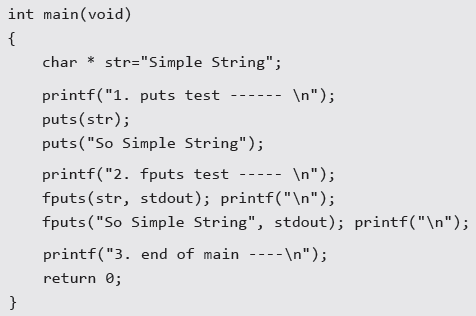 int main(void)
{
    char * str="Simple String";
    printf("1. puts test ------ \n");
    puts(str);
    puts("So Simple String");
    printf("2. fputs test ----- \n");
    fputs(str, stdout); printf("\n");
    fputs("So Simple String", stdout); printf("\n");
    printf("3. end of main ----\n");
    return 0;
}